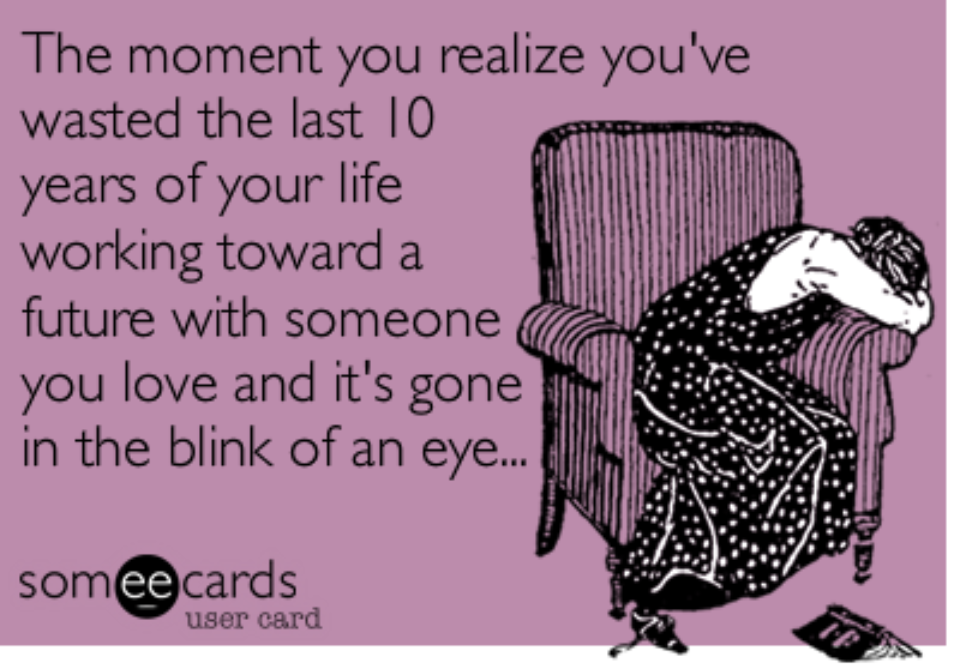 The moment you realize you've
wasted the last 10
years of your life
working toward a
future with someone
you love and it's gone
in the blink of an eye...
someecards
user card